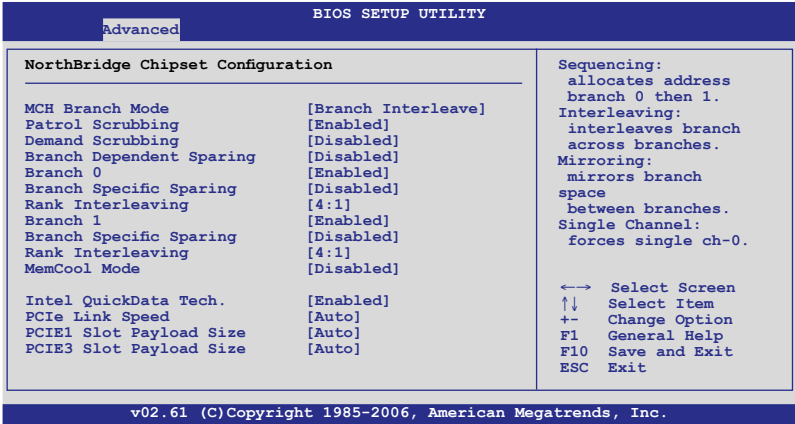 BIOS SETUP UTILITY
Advanced
NorthBridge Chipset Configuration
MCH Branch Mode [Branch Interleave]
Patrol Scrubbing [Enabled]
Demand Scrubbing [Disabled]
Branch Dependent Sparing [Disabled]
Branch 0 [Enabled]
Branch Specific Sparing [Disabled]
Rank Interleaving [4:1]
Branch 1 [Enabled]
Branch Specific Sparing [Disabled]
Rank Interleaving [4:1]
MemCool Mode [Disabled]
Intel QuickData Tech. [Enabled]
PCIe Link Speed [Auto]
PCIE1 Slot Payload Size [Auto]
PCIE3 Slot Payload Size [Auto]
Sequencing:
allocates address
branch 0 then 1.
Interleaving:
interleaves branch
across branches.
Mirroring:
mirrors branch
space
between branches.
Single Channel:
forces single ch-0.
←→ Select Screen
↑↓ Select Item
+- Change Option
F1 General Help
F10 Save and Exit
ESC Exit
v02.61 (C)Copyright 1985-2006, American Megatrends, Inc.